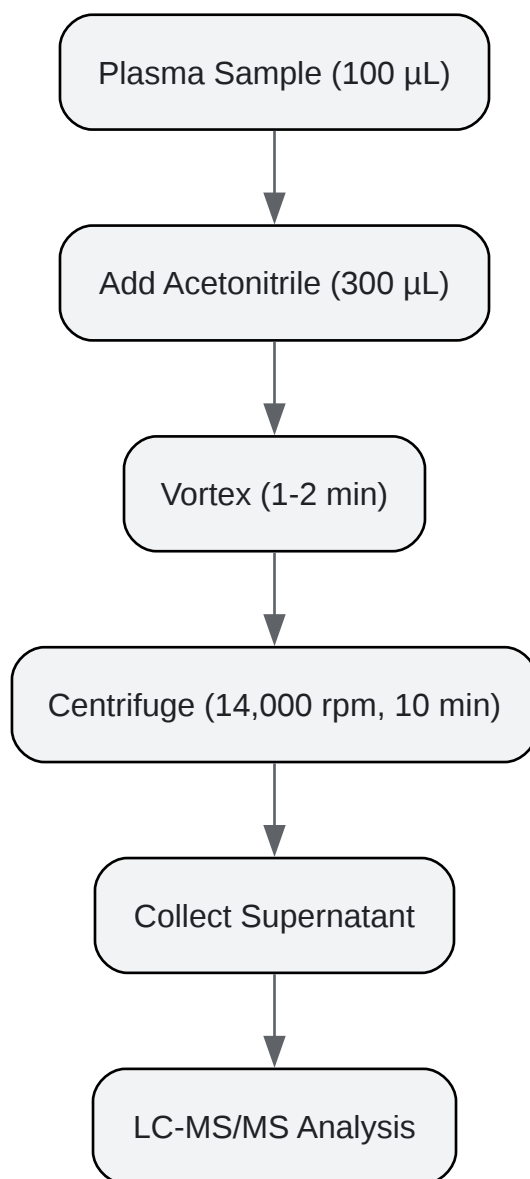 Plasma Sample (100 µL)
Add Acetonitrile (300 µL)
Vortex (1-2 min)
Centrifuge (14,000 rpm, 10 min)
Collect Supernatant
LC-MS/MS Analysis